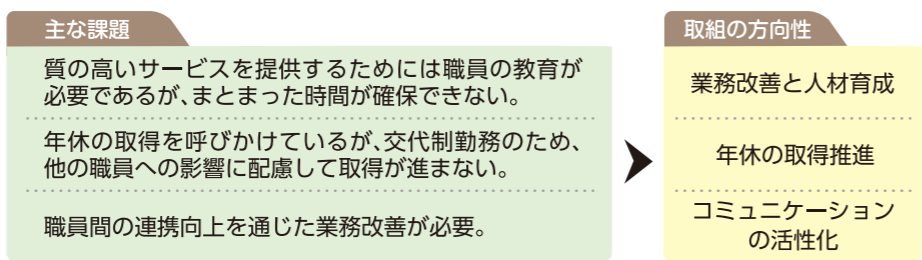 主な課題
質の高いサービスを提供するためには職員の教育が
必要であるが、まとまった時間が確保できない。
年休の取得を呼びかけているが、交代制勤務のため、
他の職員への影響に配慮して取得が進まない。
職員間の連携向上を通じた業務改善が必要。
取組の方向性
業務改善と人材育成
年休の取得推進
コミュニケーション
の活性化